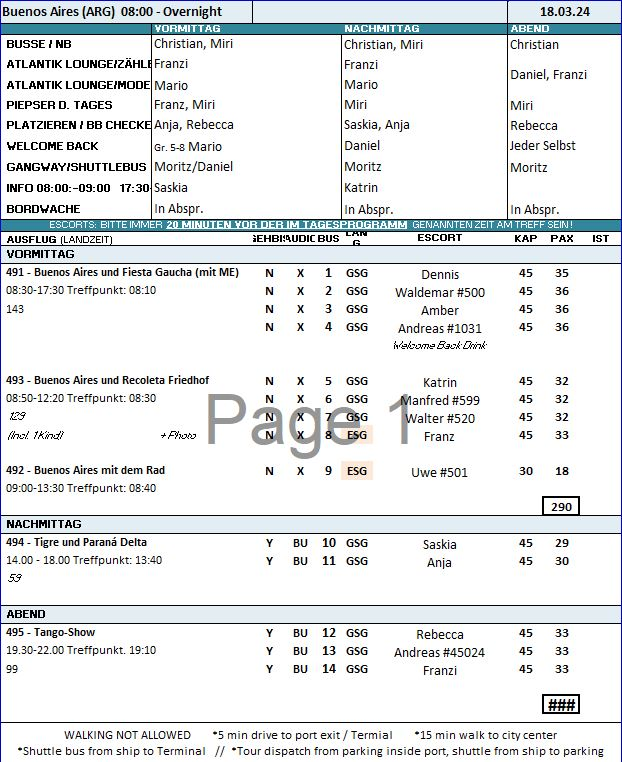 Buenos Aires (ARG) 08:00 - Overnight 18.03.24
VORMITTAG NACHMITTAG ABEND
BUSSE / NB Christian, Miri Christian, Miri Christian
ATLANTIK LOUNGE/ZÄHLE Franzi Franzi Daniel, Franzi
ATLANTIK LOUNGE/MODE Mario Mario
PIEPSER D. TAGES Franz, Miri Miri Miri
PLATZIEREN / BB CHECKE Anja, Rebecca Saskia, Anja Rebecca
WELCOME BACK Gr. 5-8 Mario Daniel Jeder Selbst
GANGWAY/SHUTTLEBUS Moritz/Daniel Moritz Moritz
INFO 08:00:-09:00 17:30- Saskia Katrin
BORDWACHE In Abspr. In Abspr. In Abspr.
ESCORTS: BITTE IMMER 20 MINUTEN VOR DER IM TAGESPROGRAMM GENANNTEN ZEIT AM TREFF SEIN!
AUSFLUG (LANDZEIT) BUS ESCORT KAP PAX IST
VORMITTAG
491 - Buenos Aires und Fiesta Gaucha (mit ME) N X 1 GSG Dennis 45 35
08:30-17:30 Treffpunkt: 08:10 N X 2 GSG Waldemar #500 45 36
143 N X 3 GSG Amber 45 36
N X 4 GSG Andreas #1031 45 36
Welcome Back Drink
493 - Buenos Aires und Recoleta Friedhof N X 5 GSG Katrin 45 32
08:50-12:20 Treffpunkt: 08:30 N X 6 GSG Manfred #599 45 32
129 N X 7 GSG Walter #520 45 32
(Incl. 1Kind) +Photo N X 8 ESG Franz 45 33
Page 1
492 - Buenos Aires mit dem Rad N X 9 ESG Uwe #501 30 18
09:00-13:30 Treffpunkt: 08:40
290
NACHMITTAG
494 - Tigre und Paraná Delta Y BU 10 GSG Saskia 45 29
14.00 - 18.00 Treffpunkt: 13:40 Y BU 11 GSG Anja 45 30
59
ABEND
495 - Tango-Show Y BU 12 GSG Rebecca 45 33
19.30-22.00 Treffpunkt. 19:10 Y BU 13 GSG Andreas #45024 45 33
99 Y BU 14 GSG Franzi 45 33
###
WALKING NOT ALLOWED *5 min drive to port exit / Termial *15 min walk to city center
*Shuttle bus from ship to Terminal // *Tour dispatch from parking inside port, shuttle from ship to parking